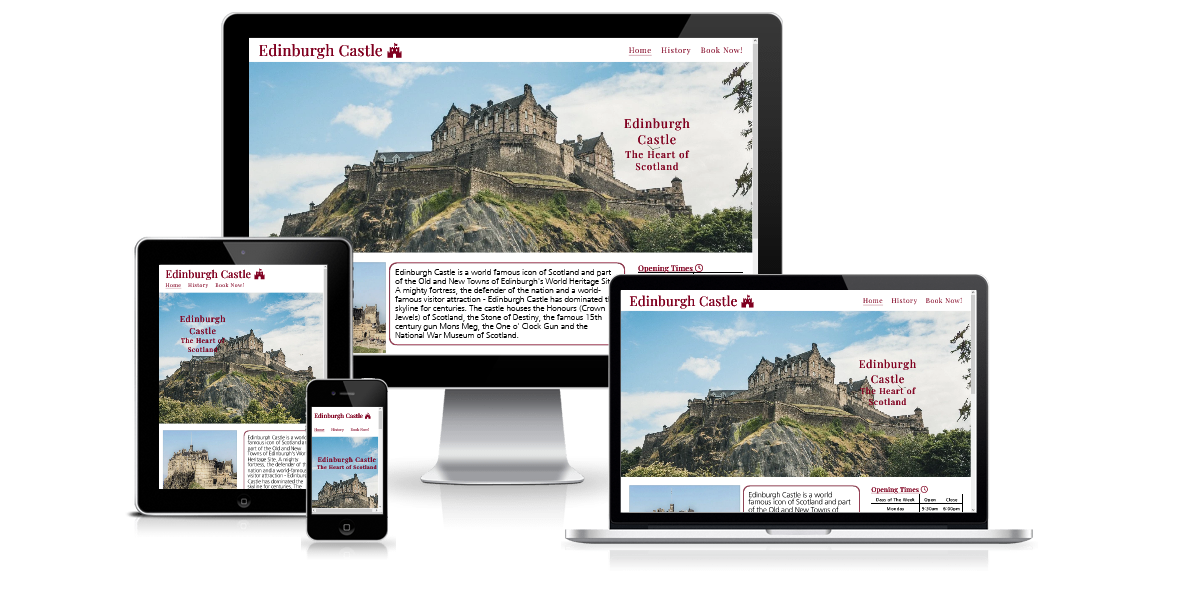 Edinburgh Castle
Home History Book Now!
Edinburgh
Castle
The Heart of
Scotland
Edinburgh Castle is a world famous icon of Scotland and part
of the Old and New Towns of Edinburgh's World Heritage Sit
A mighty fortress, the defender of the nation and a world-
famous visitor attraction - Edinburgh Castle has dominated th
skyline for centuries. The castle houses the Honours (Crown
Jewels) of Scotland, the Stone of Destiny, the famous 15th
century gun Mons Meg, the One o' Clock Gun and the
National War Museum of Scotland.
Opening Times
Edinburgh Castle
Home History Book Now!
Edinburgh
Castle
The Heart of
Scotland
Edinburgh Castle is a world
famous icon of Scotland an
part of the Old and New
Towns of Edinburgh's Wor
Heritage Site. A mighty
fortress, the defender of th
nation and a world-famous
visitor attraction - Edinbur
Castle has dominated the
skyline for centuries. The
Edinburgh Castle
Home History Book Now!
Edinburgh Castle
The Heart of Scotland
Edinburgh Castle
Home History Book Now!
Edinburgh
Castle
The Heart of
Scotland
Edinburgh Castle is a world
famous icon of Scotland and part
of the Old and New Towns of
Opening Times
Days of The Week Open Close
Monday 9:30am 6:00pm